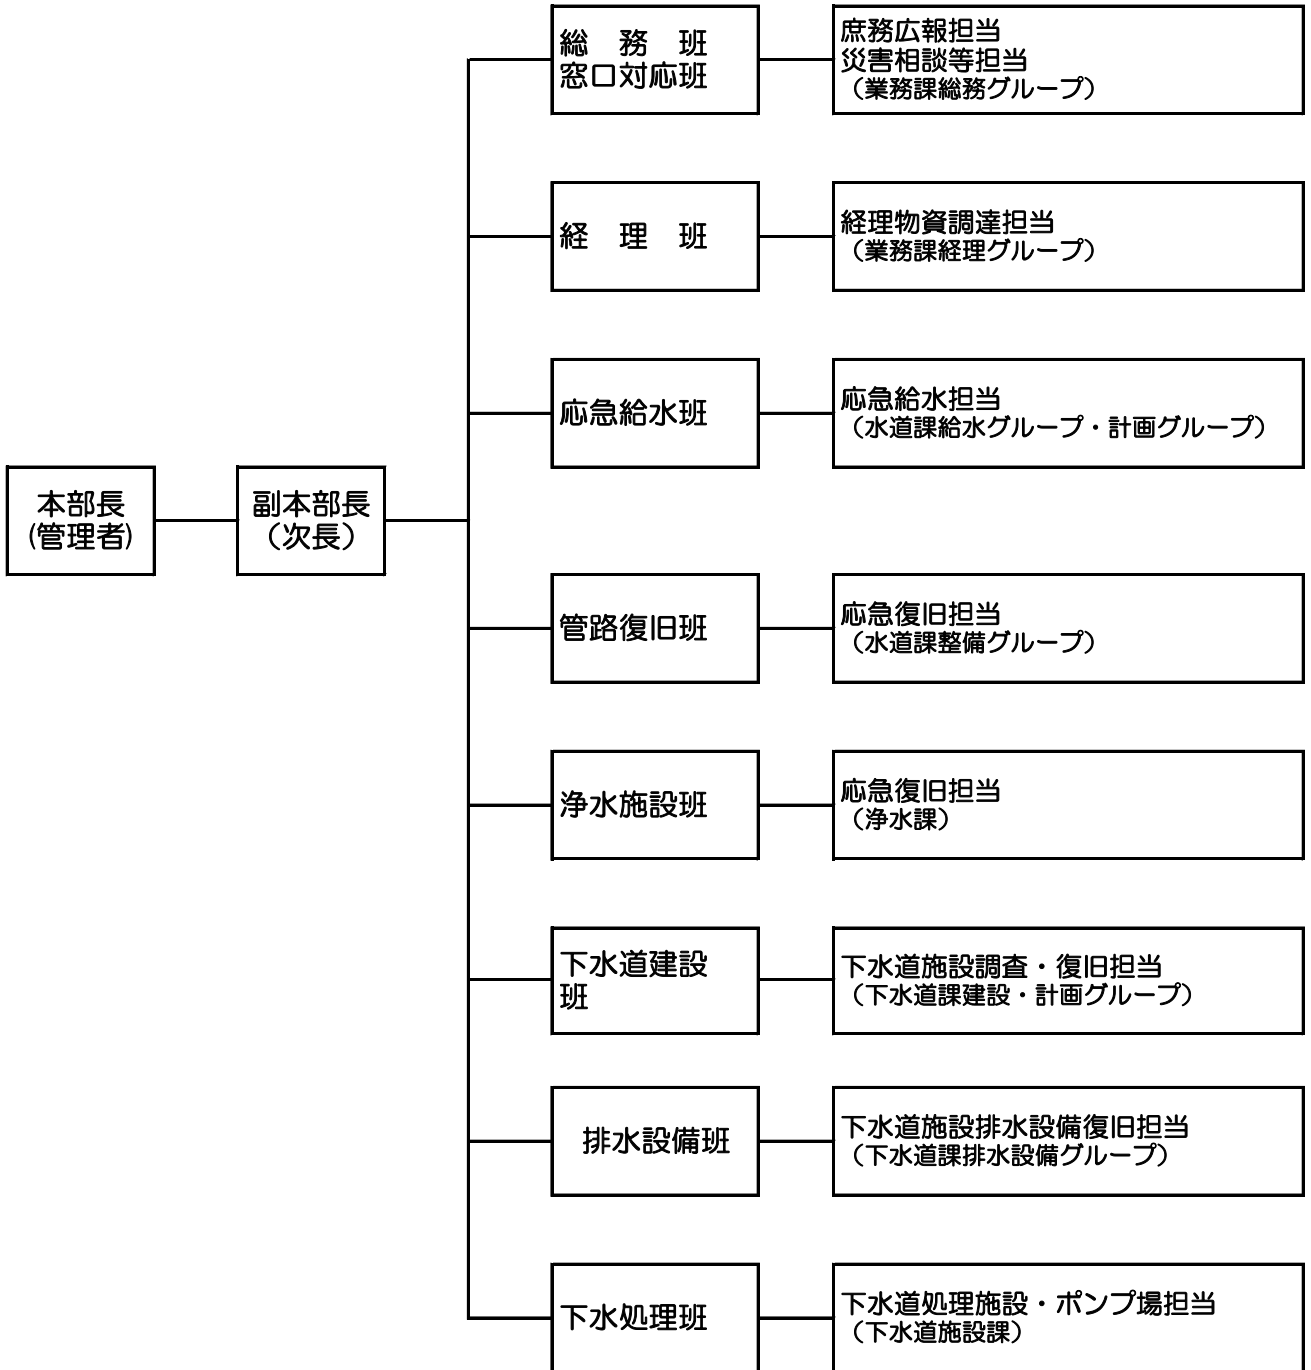 総　務　班
窓口対応班
庶務広報担当
災害相談等担当
（業務課総務グループ）
経　理　班
経理物資調達担当
（業務課経理グループ）
応急給水班
応急給水担当
（水道課給水グループ・計画グループ）
本部長
(管理者)
副本部長
（次長）
管路復旧班
応急復旧担当
（水道課整備グループ）
浄水施設班
応急復旧担当
（浄水課）
下水道建設
班
下水道施設調査・復旧担当
（下水道課建設・計画グループ）
排水設備班
下水道施設排水設備復旧担当
（下水道課排水設備グループ）
下水処理班
下水道処理施設・ポンプ場担当
（下水道施設課）